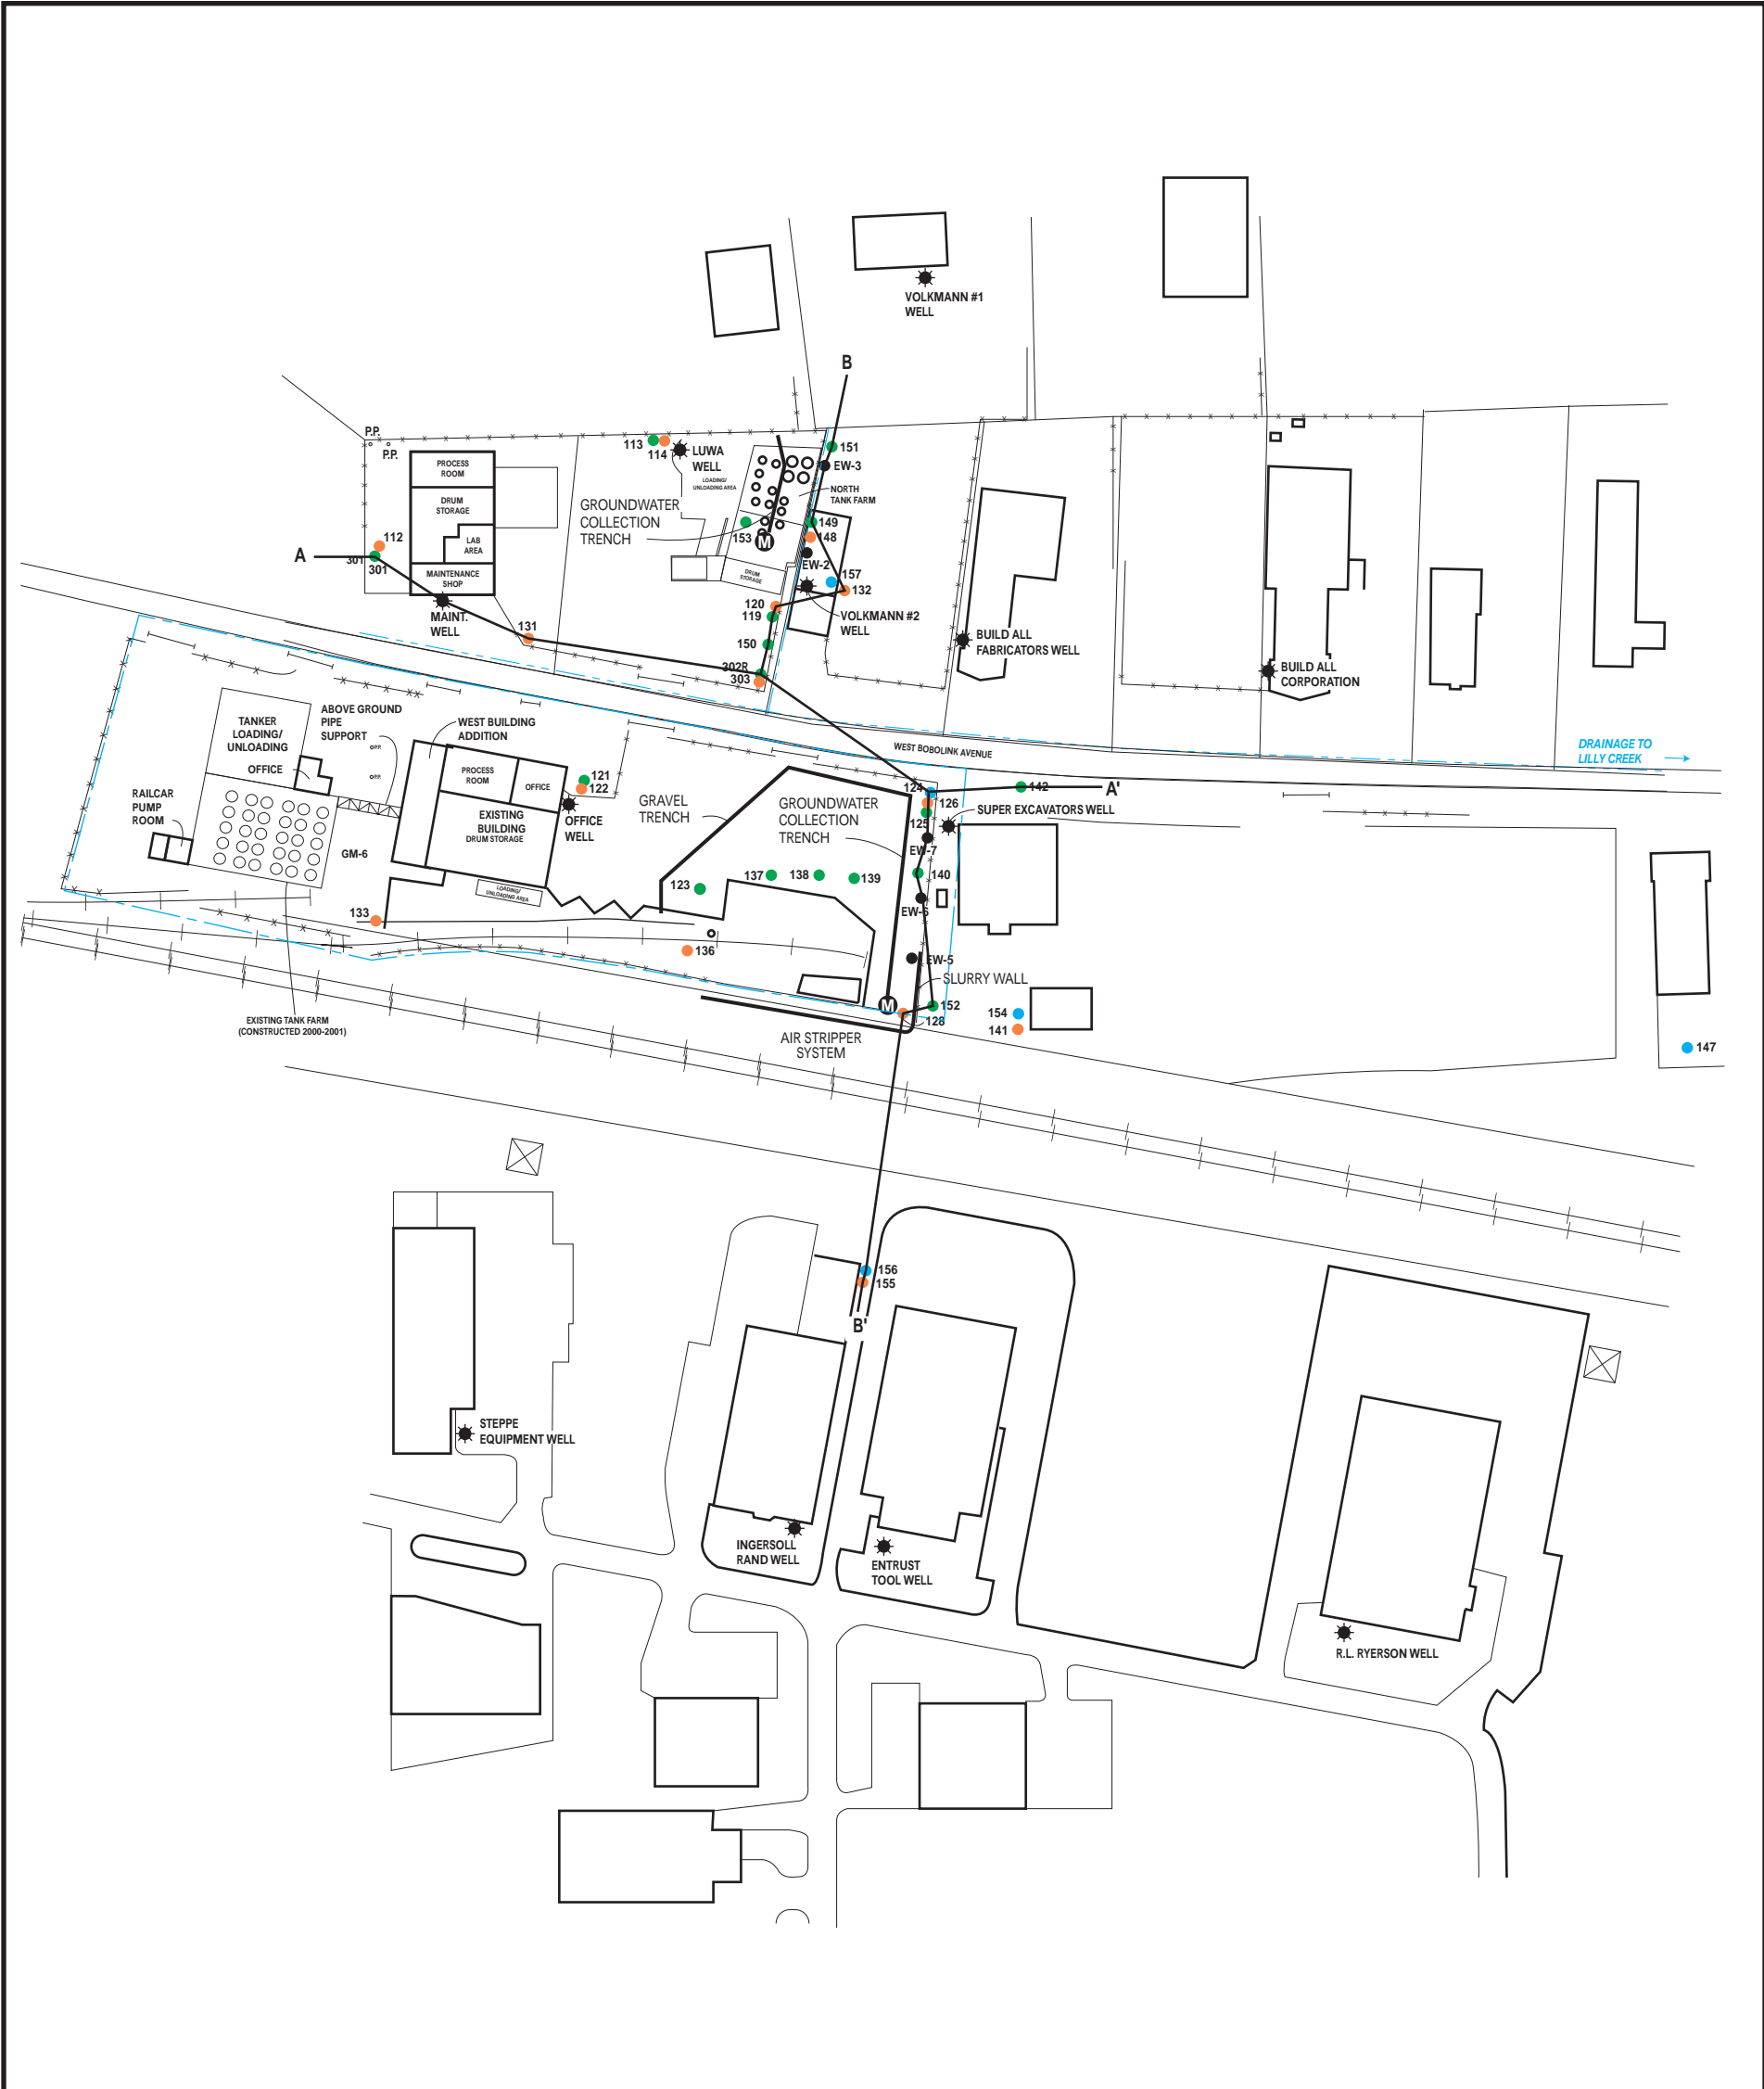 VOLKMANN #1
WELL
B
P.P.
P.P.
113
114
LUWA
WELL
LOADING/
UNLOADING AREA
151
EW-3
NORTH
TANK FARM
PROCESS
ROOM
DRUM
STORAGE
LAB
AREA
MAINTENANCE
SHOP
GROUNDWATER
COLLECTION
TRENCH
153
M
149
148
EW-2
DRUM
STORAGE
157
132
112
A
301
301
MAINT.
WELL
131
120
119
150
302R
303
VOLKMANN #2
WELL
BUILD ALL
FABRICATORS WELL
BUILD ALL
CORPORATION
TANKER
LOADING/
UNLOADING
OFFICE
ABOVE GROUND
PIPE
SUPPORT
P.P.
P.P.
WEST BUILDING
ADDITION
PROCESS
ROOM
OFFICE
EXISTING
BUILDING
DRUM STORAGE
121
122
OFFICE
WELL
WEST BOBOLINK AVENUE
DRAINAGE TO
LILLY CREEK
RAILCAR
PUMP
ROOM
GM-6
GRAVEL
TRENCH
GROUNDWATER
COLLECTION
TRENCH
124
142
A'
126
125
SUPER EXCAVATORS WELL
EW-7
LOADING/
UNLOADING AREA
123
137
138
139
140
EW-6
133
136
EW-5
SLURRY WALL
M
152
128
154
141
147
EXISTING TANK FARM
(CONSTRUCTED 2000-2001)
AIR STRIPPER
SYSTEM
156
155
B'
STEPPE
EQUIPMENT WELL
INGERSOLL
RAND WELL
ENTRUST
TOOL WELL
R.L. RYERSON WELL